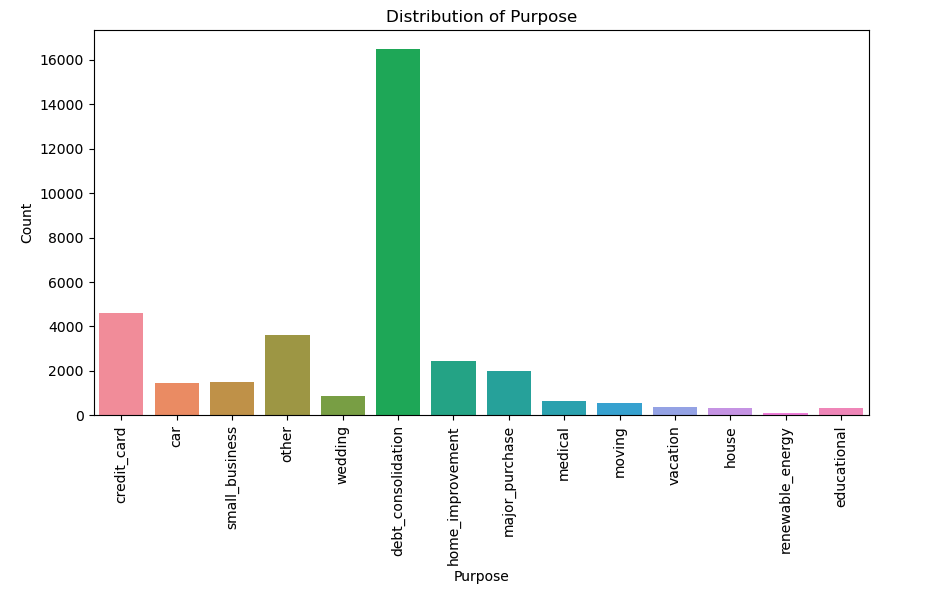 Distribution of Purpose
Count
16000
14000
12000
10000
8000
6000
4000
2000
0
credit_card
car
small_business
other
wedding
debt_consolidation
home_improvement
major_purchase
medical
moving
vacation
house
renewable_energy
educational
Purpose